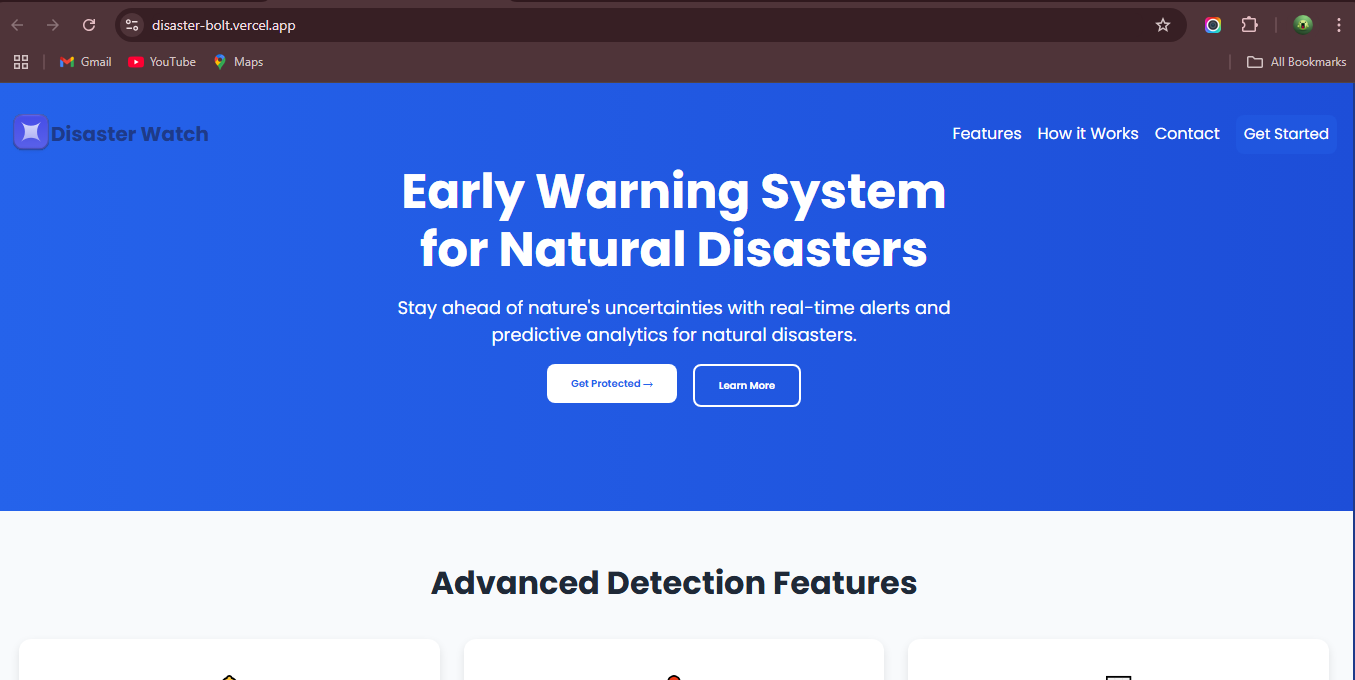 disaster-bolt.vercel.app
Gmail YouTube Maps All Bookmarks
Disaster Watch Features How it Works Contact Get Started
Early Warning System
for Natural Disasters
Stay ahead of nature's uncertainties with real-time alerts and
predictive analytics for natural disasters.
Get Protected → Learn More
Advanced Detection Features